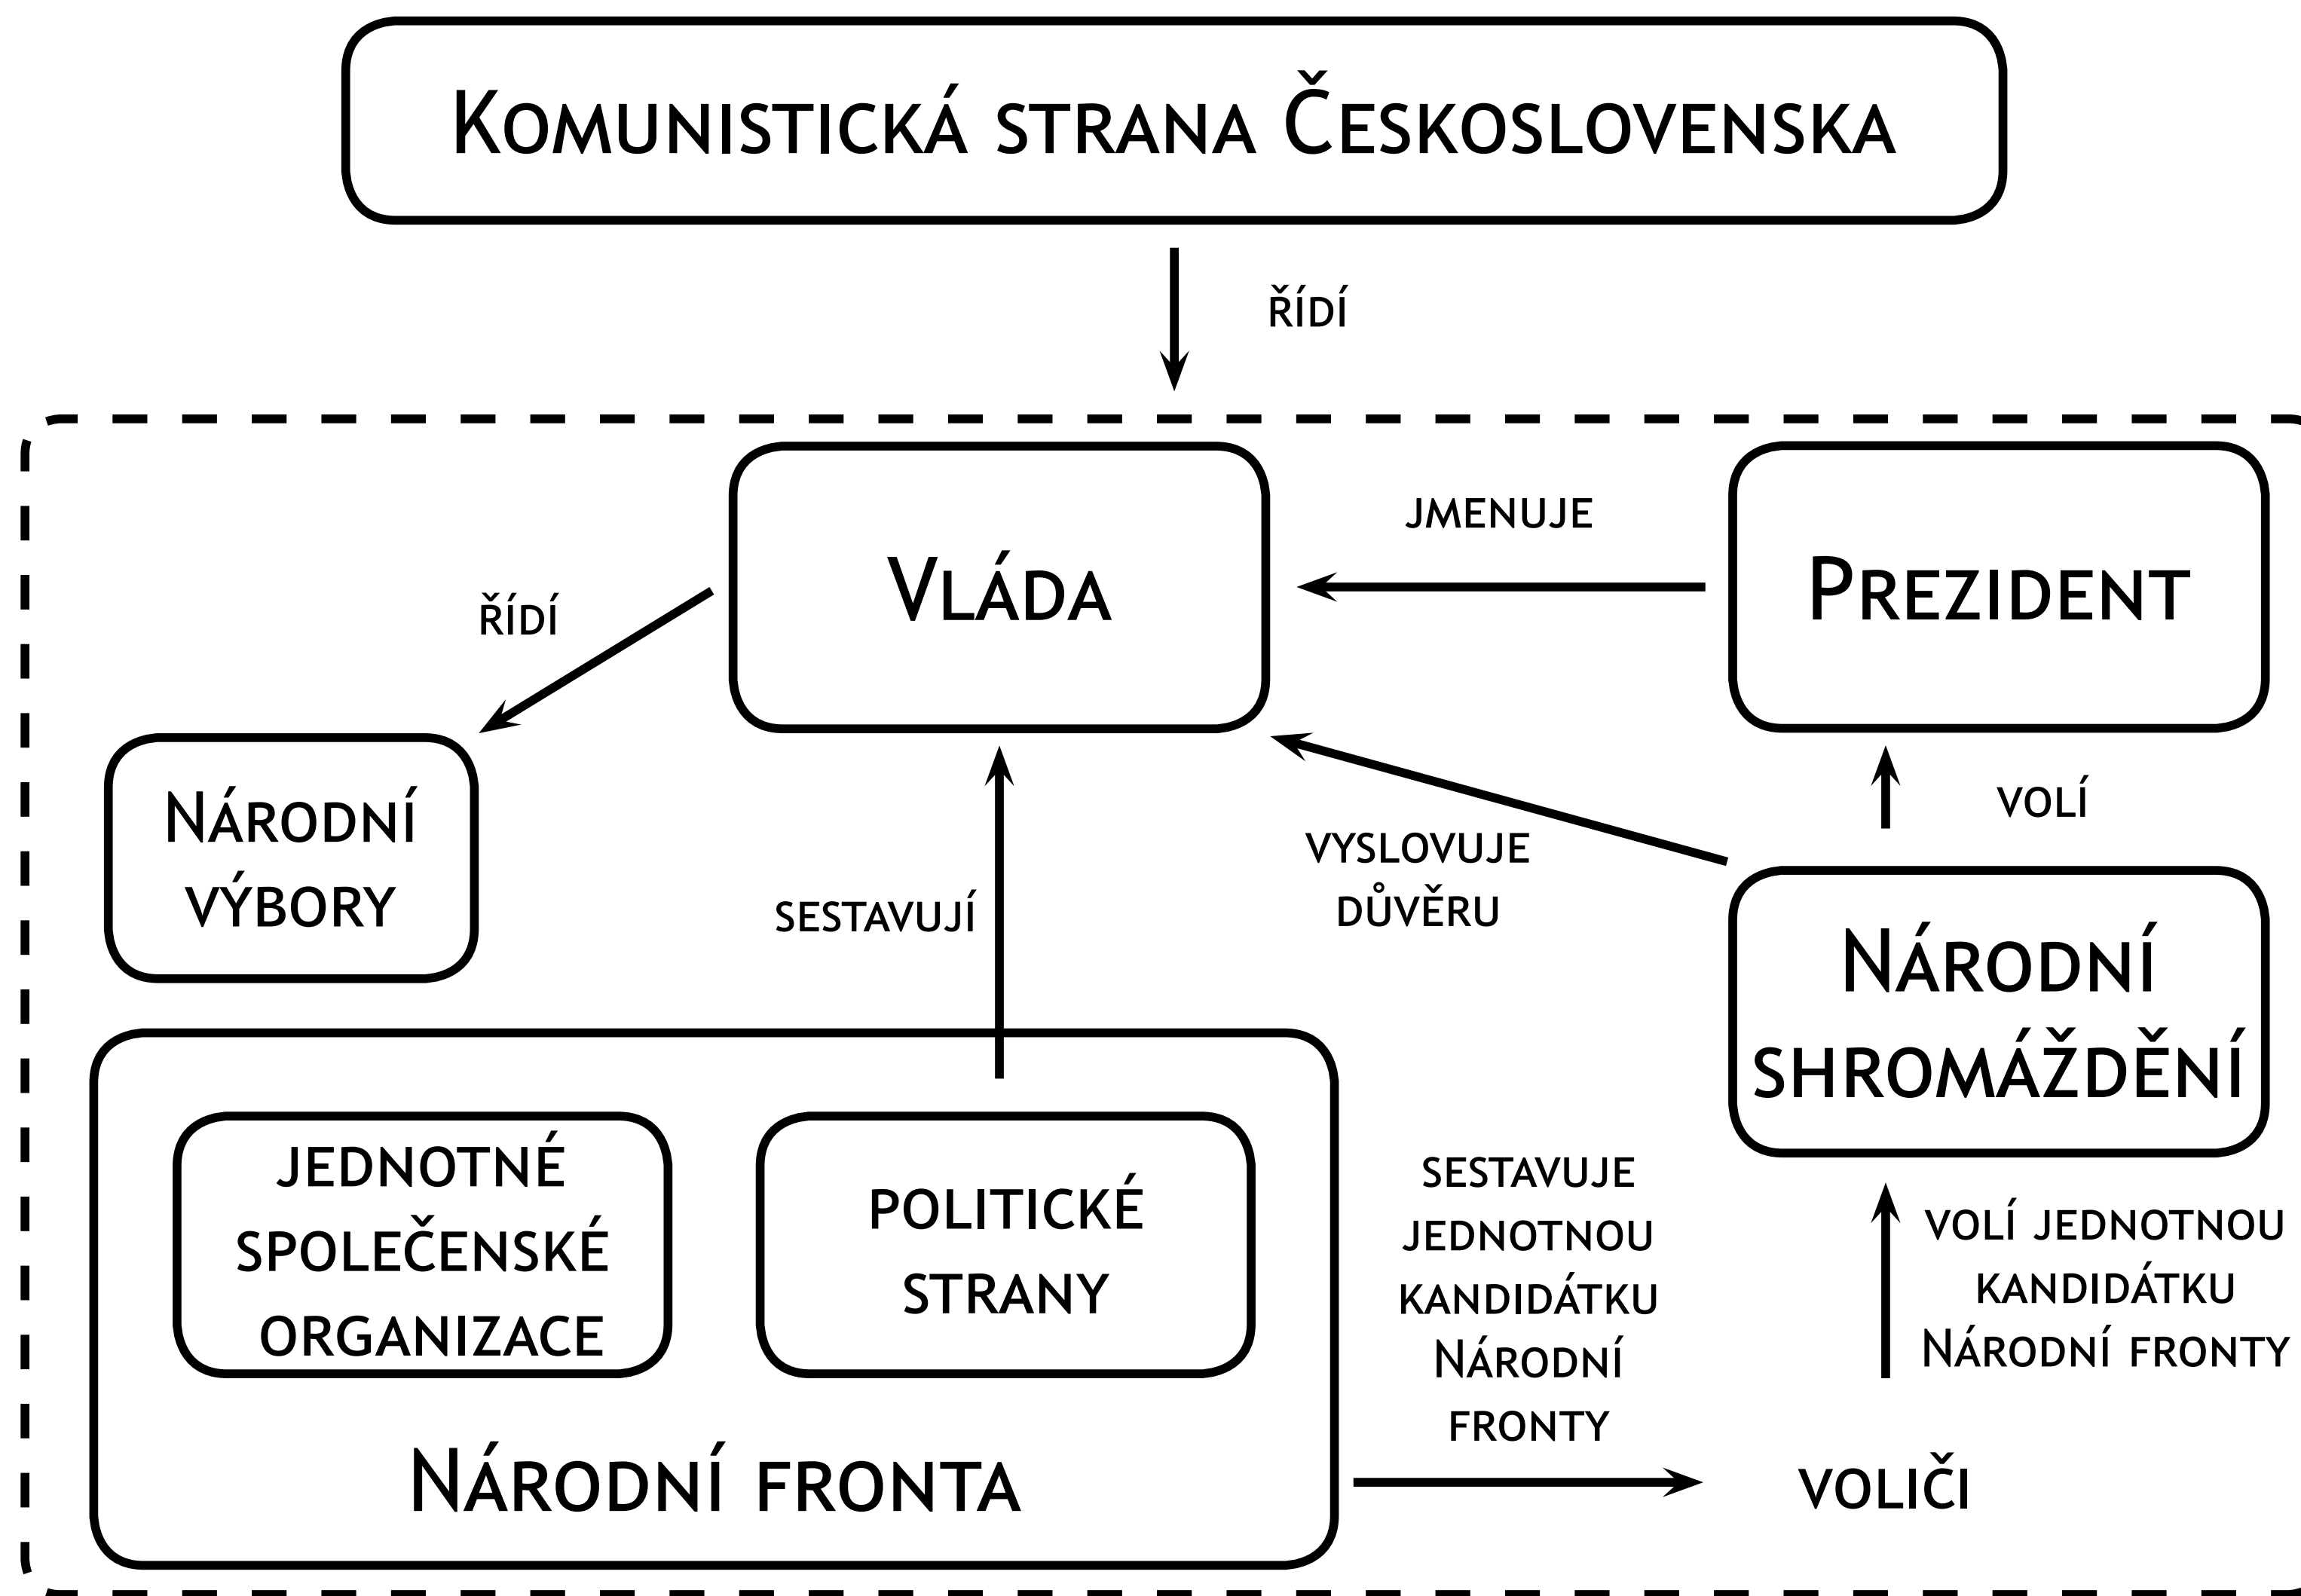 Komunistická strana Československa
řídí
Vláda
jmenuje
Prezident
řídí
Národní
výbory
sestavují
vyslovuje
důvěru
volí
Národní
shromáždění
jednotné
společenské
organizace
politické
strany
Národní fronta
sestavuje
jednotnou
kandidátku
Národní
fronty
volí jednotnou
kandidátku
Národní fronty
voliči